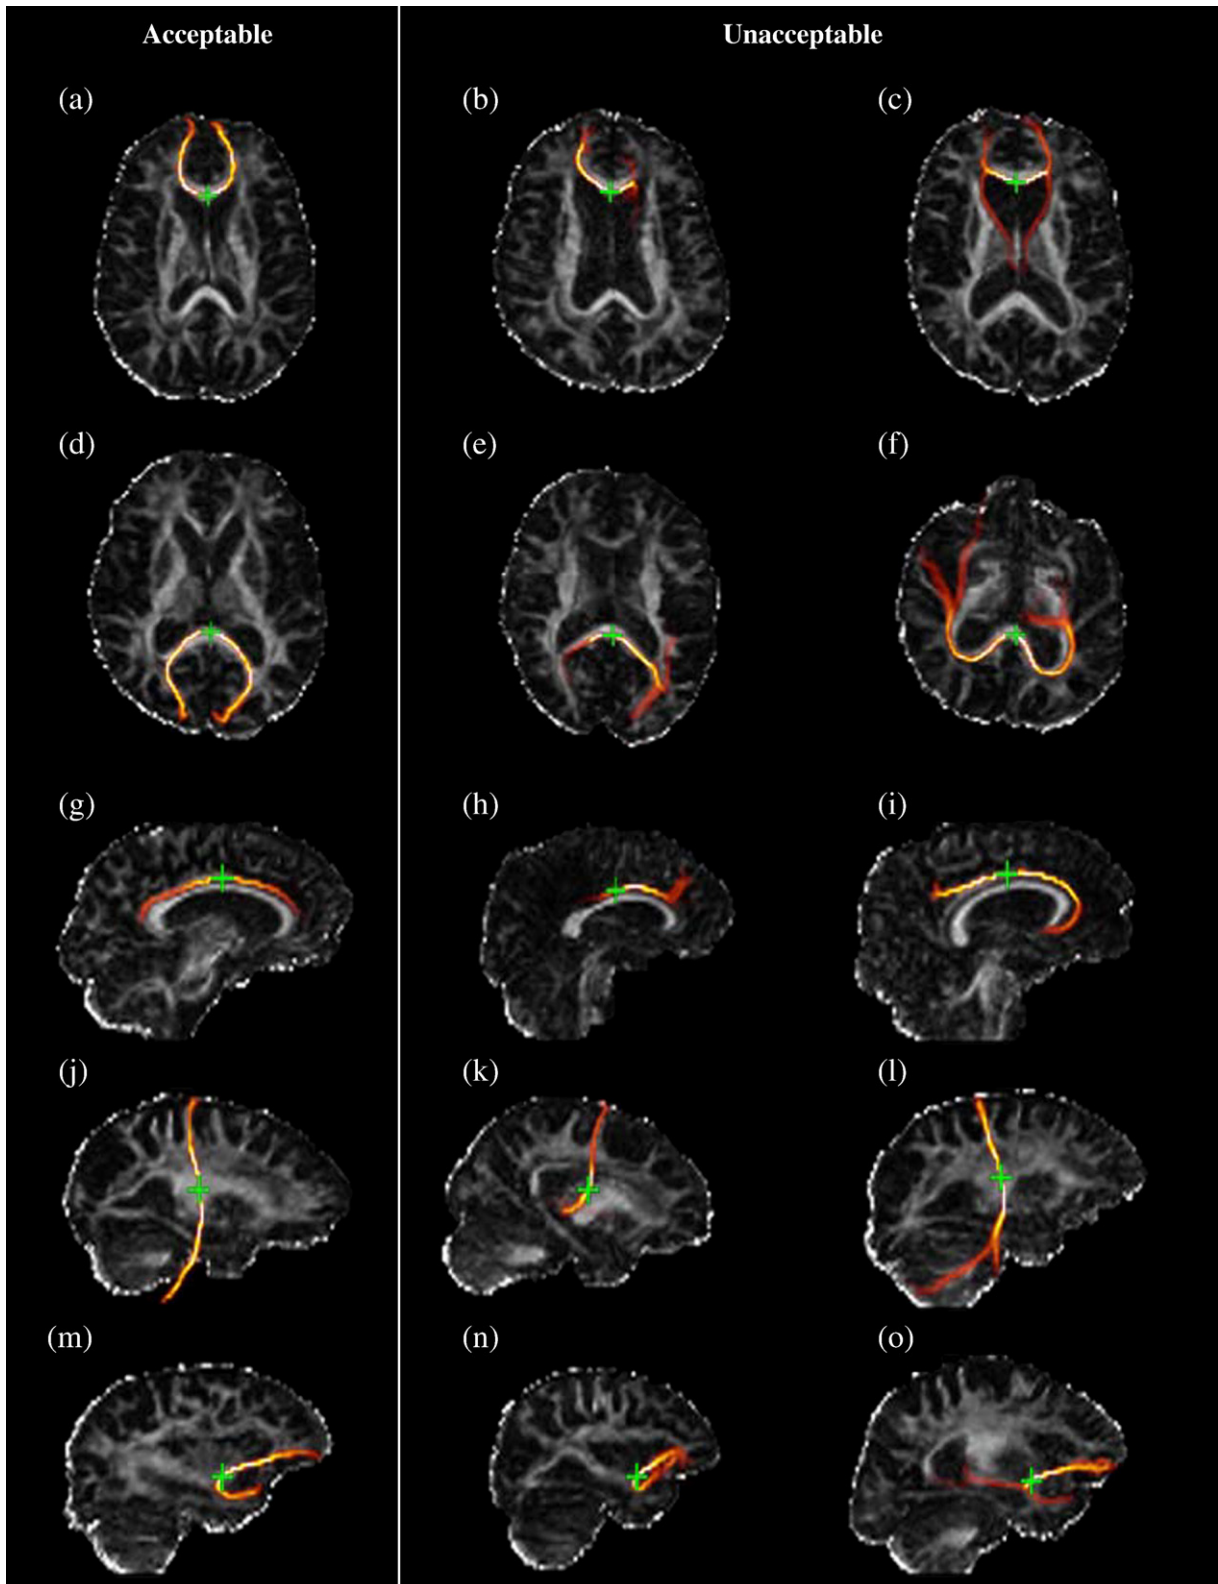 Acceptable
Unacceptable
(a)
(b)
(c)
(d)
(e)
(f)
(g)
(h)
(i)
(j)
(k)
(l)
(m)
(n)
(o)